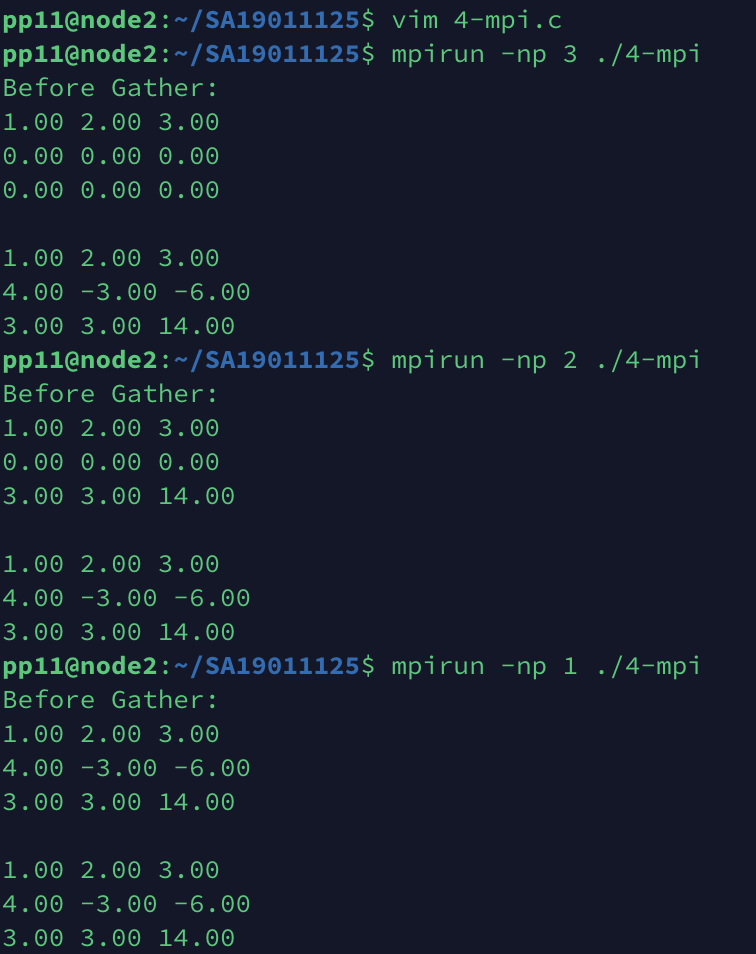 pp11@node2:~/SA19011125$ vim 4-mpi.c
pp11@node2:~/SA19011125$ mpirun -np 3 ./4-mpi
Before Gather:
1.00 2.00 3.00
0.00 0.00 0.00
0.00 0.00 0.00

1.00 2.00 3.00
4.00 -3.00 -6.00
3.00 3.00 14.00
pp11@node2:~/SA19011125$ mpirun -np 2 ./4-mpi
Before Gather:
1.00 2.00 3.00
0.00 0.00 0.00
3.00 3.00 14.00

1.00 2.00 3.00
4.00 -3.00 -6.00
3.00 3.00 14.00
pp11@node2:~/SA19011125$ mpirun -np 1 ./4-mpi
Before Gather:
1.00 2.00 3.00
4.00 -3.00 -6.00
3.00 3.00 14.00

1.00 2.00 3.00
4.00 -3.00 -6.00
3.00 3.00 14.00